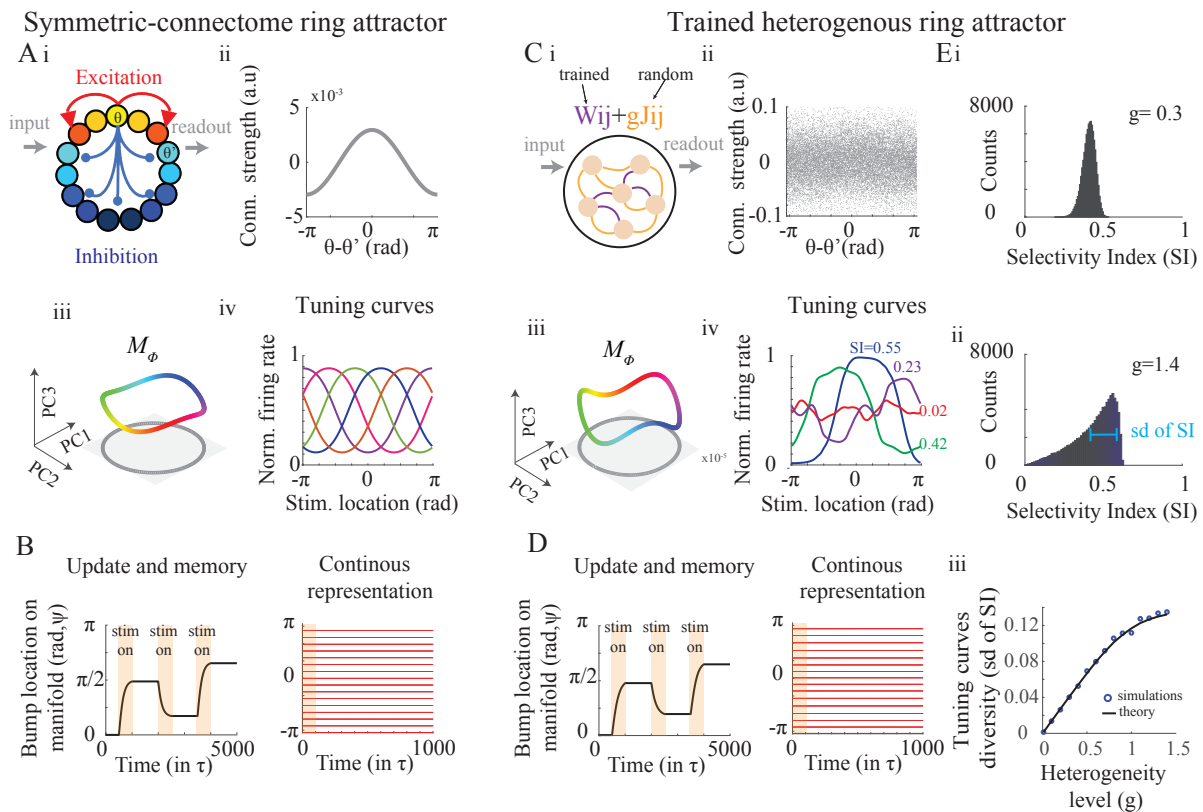 Symmetric-connectome ring attractor
A i
Excitation
input
θ
readout
θ'
Inhibition
ii
Conn. strength (a.u)
x10⁻³
5
0
-5
-π
0
π
θ-θ' (rad)
iii
MΦ
PC3
PC1
PC2
iv
Tuning curves
Norm. firing rate
1
0
-π
0
π
Stim. location (rad)
B
Update and memory
Bump location on
manifold (rad,ψ)
π
π/2
0
stim on
stim on
stim on
0
5000
Time (in τ)
Continous
representation
π
0
-π
0
1000
Time (in τ)
Trained heterogenous ring attractor
C i
trained
random
Wij+gJij
input
readout
ii
Conn. strength (a.u)
0.1
0
-0.1
-π
0
π
θ-θ' (rad)
iii
MΦ
PC3
PC1
PC2
x10⁻⁵
iv
Tuning curves
Norm. firing rate
1
0
SI=0.55
0.23
0.02
0.42
-π
0
π
Stim. location (rad)
D
Update and memory
Bump location on
manifold (rad,ψ)
π
π/2
0
stim on
stim on
stim on
0
5000
Time (in τ)
Continous
representation
π
0
-π
0
1000
Time (in τ)
E i
8000
g= 0.3
Counts
0
0
0.5
1
Selectivity Index (SI)
ii
8000
g=1.4
Counts
sd of SI
0
0
0.5
1
Selectivity Index (SI)
iii
Tuning curves
diversity (sd of SI)
0.12
0.08
0.04
0
simulations
theory
0
0.5
1
1.5
Heterogeneity
level (g)